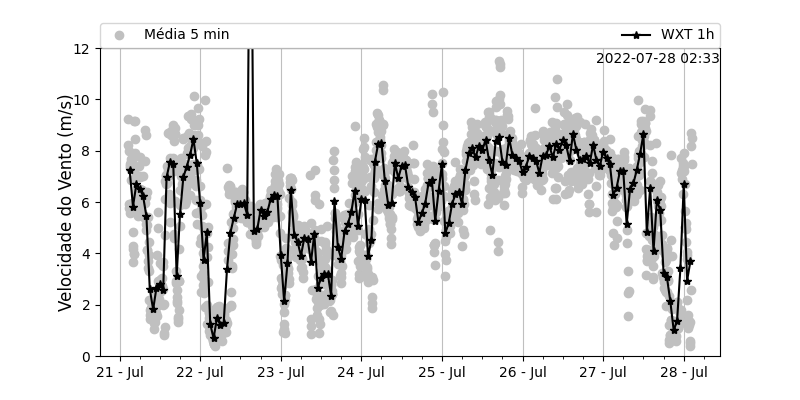 Média 5 min
WXT 1h
2022-07-28 02:33
Velocidade do Vento (m/s)
12
10
8
6
4
2
0
21 - Jul
22 - Jul
23 - Jul
24 - Jul
25 - Jul
26 - Jul
27 - Jul
28 - Jul